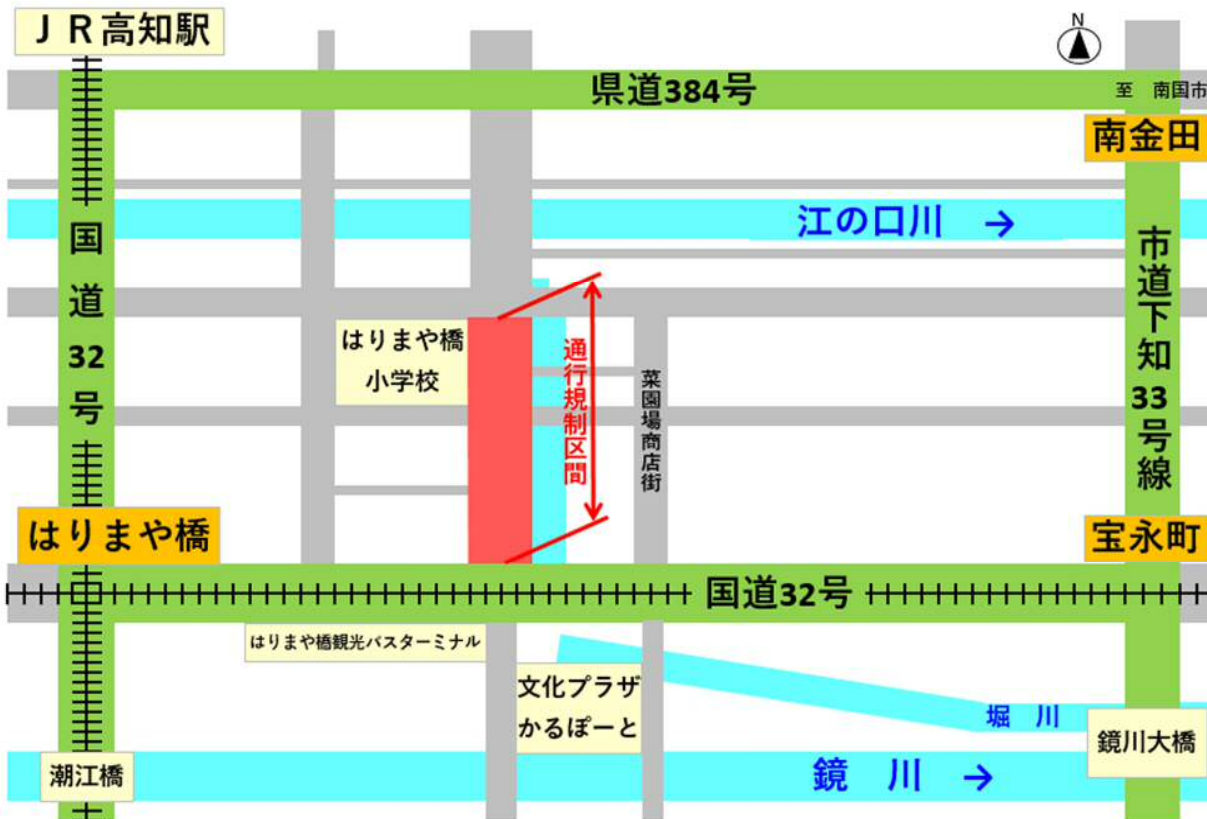 ＪＲ高知駅
N
県道384号
至　南国市
南金田
江の口川　→
国道32号
市道下知33号線
はりまや橋
小学校
通行規制区間
菜園場商店街
はりまや橋
宝永町
国道32号
はりまや橋観光バスターミナル
文化プラザ
かるぽーと
堀　川
鏡川大橋
潮江橋
鏡　川　→